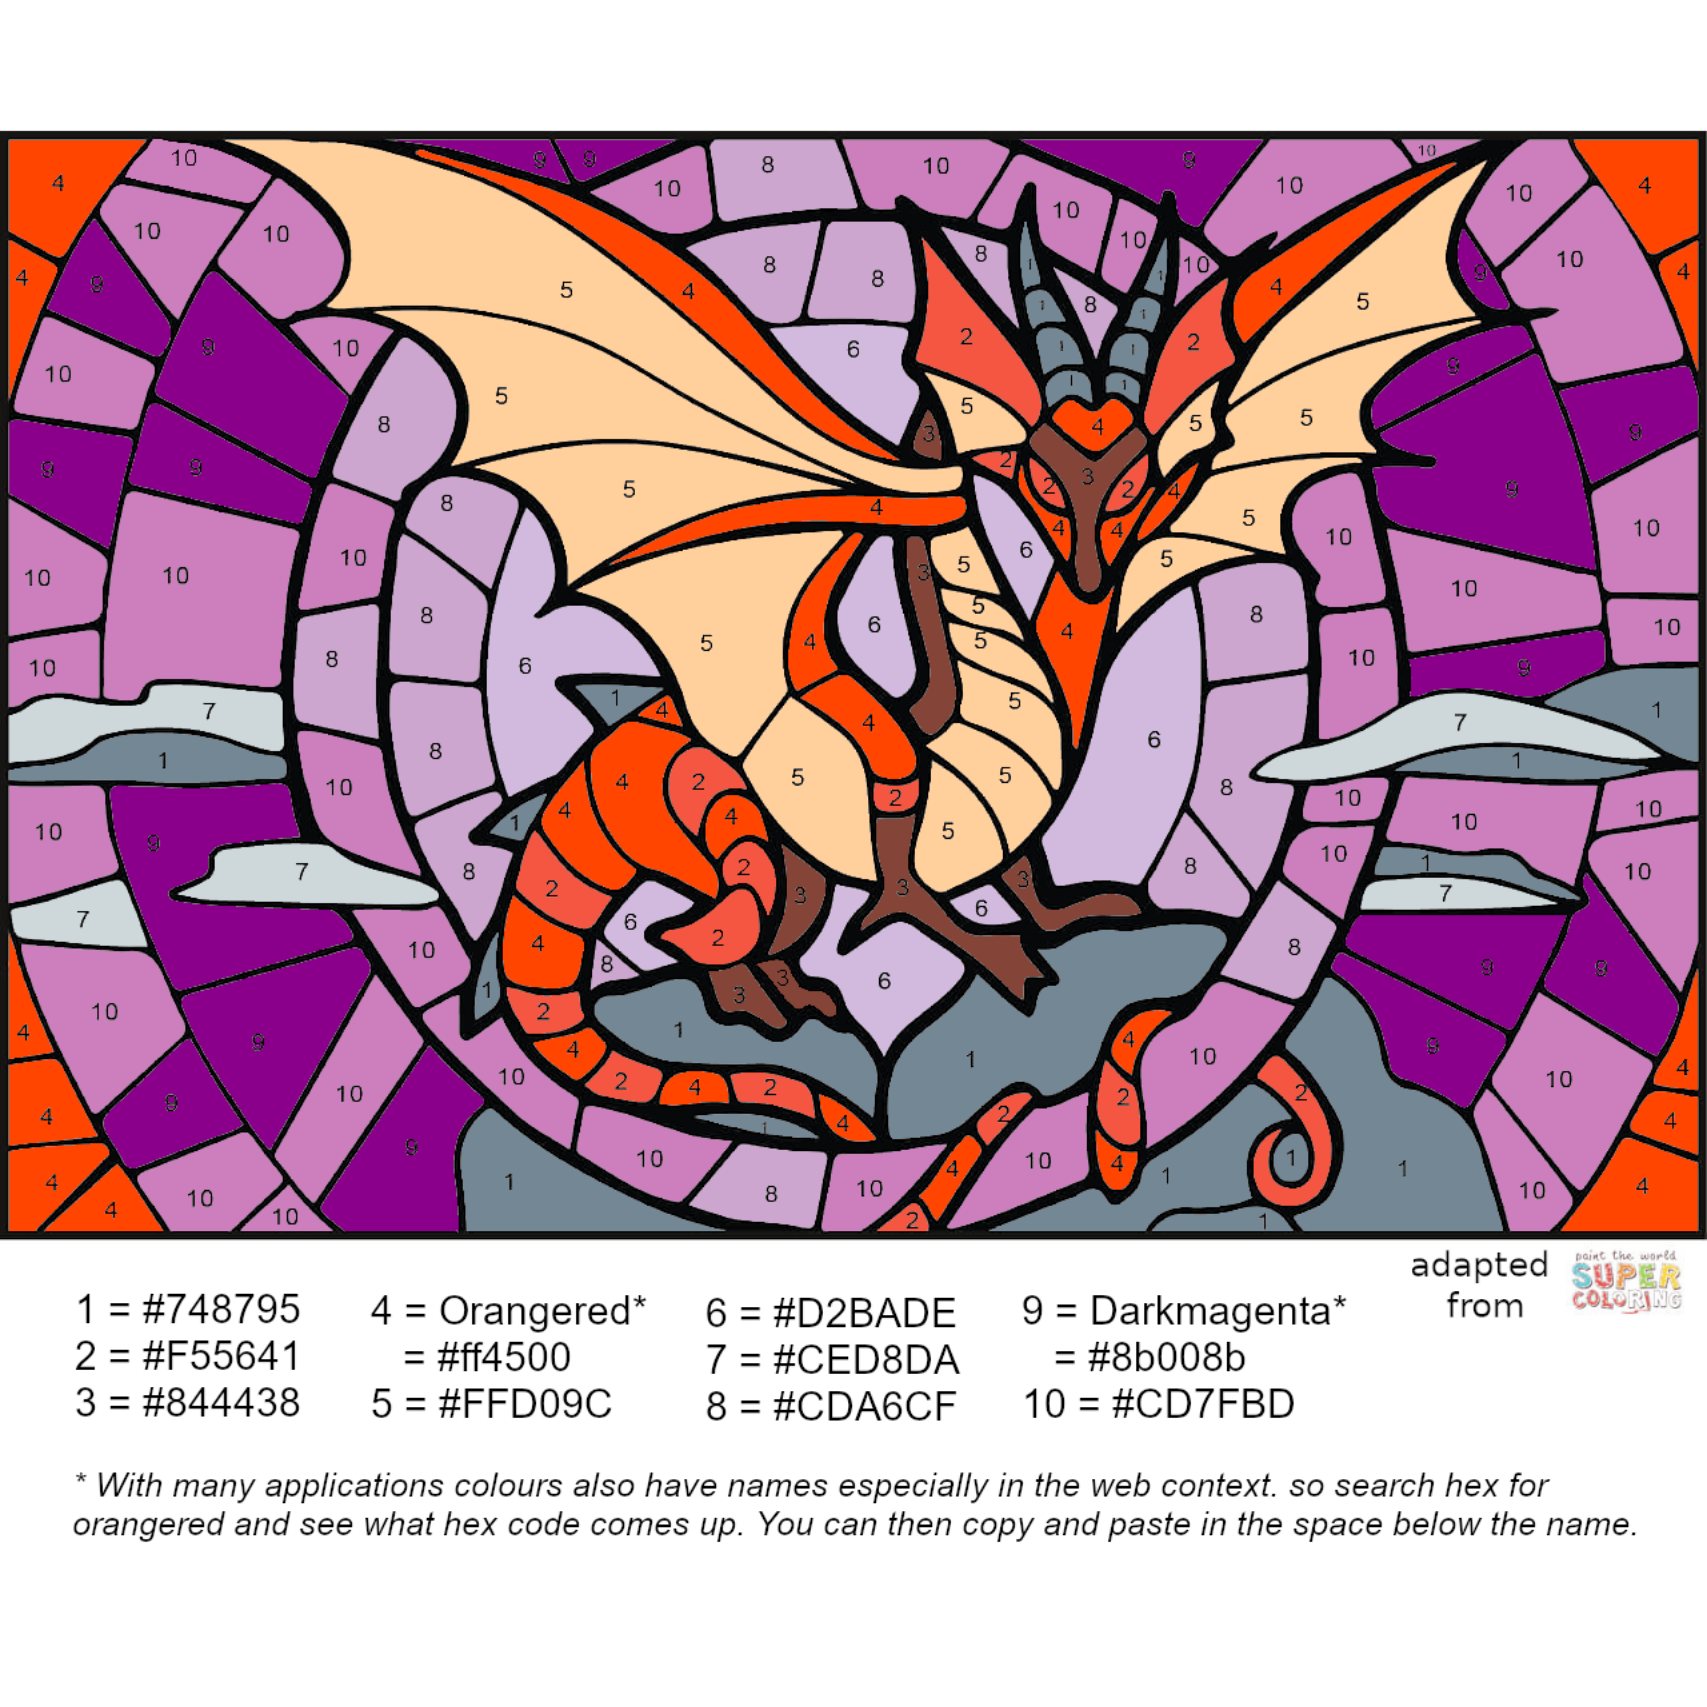 adapted
from
paint the world
SUPER
COLORING
1 = #748795
2 = #F55641
3 = #844438
4 = Orangered*
= #ff4500
5 = #FFD09C
6 = #D2BADE
7 = #CED8DA
8 = #CDA6CF
9 = Darkmagenta*
= #8b008b
10 = #CD7FBD
* With many applications colours also have names especially in the web context. so search hex for
orangered and see what hex code comes up. You can then copy and paste in the space below the name.